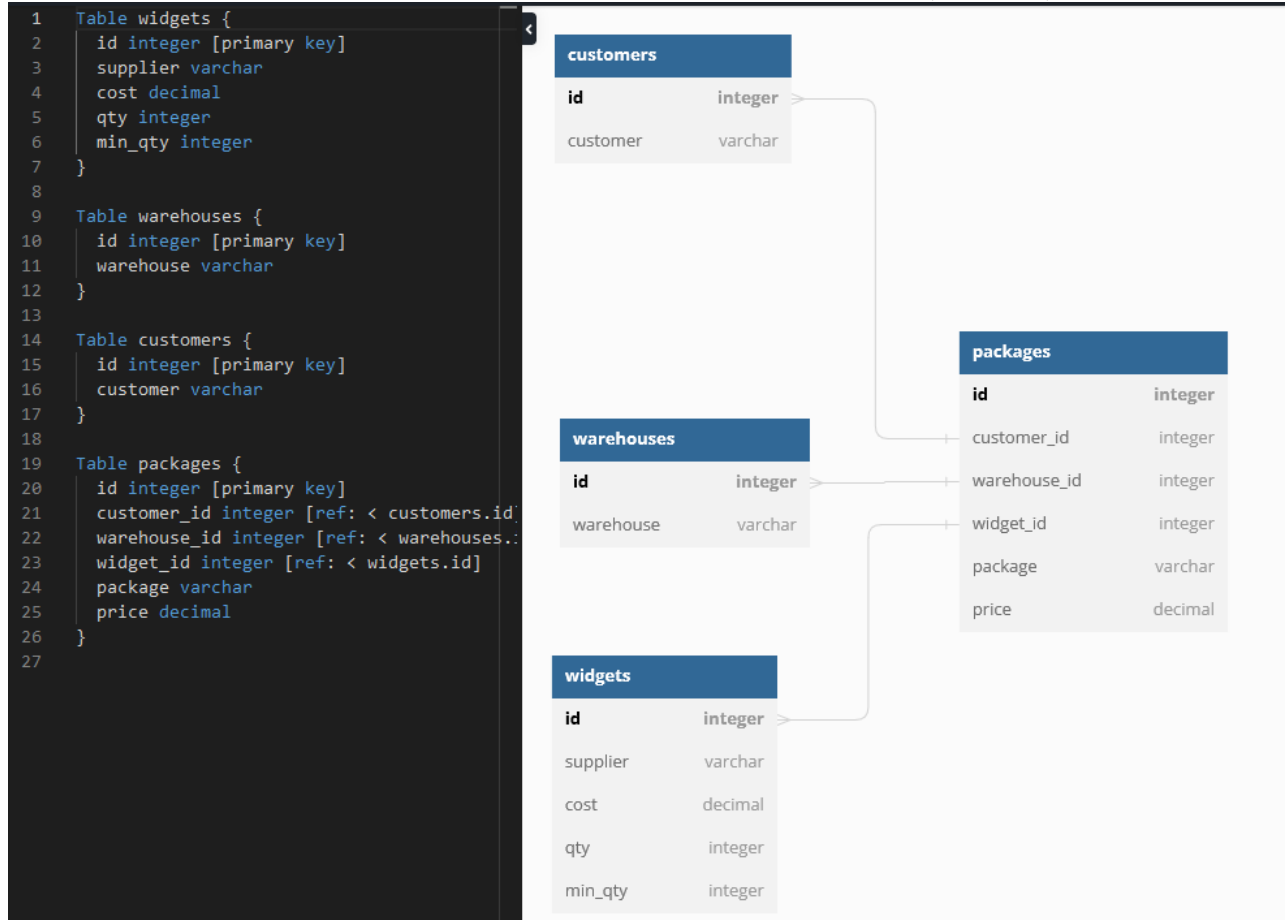 1 Table widgets {
2 id integer [primary key]
3 supplier varchar
4 cost decimal
5 qty integer
6 min_qty integer
7 }
8
9 Table warehouses {
10 id integer [primary key]
11 warehouse varchar
12 }
13
14 Table customers {
15 id integer [primary key]
16 customer varchar
17 }
18
19 Table packages {
20 id integer [primary key]
21 customer_id integer [ref: < customers.id]
22 warehouse_id integer [ref: < warehouses.
23 widget_id integer [ref: < widgets.id]
24 package varchar
25 price decimal
26 }
27
customers
id integer
customer varchar
warehouses
id integer
warehouse varchar
widgets
id integer
supplier varchar
cost decimal
qty integer
min_qty integer
packages
id integer
customer_id integer
warehouse_id integer
widget_id integer
package varchar
price decimal